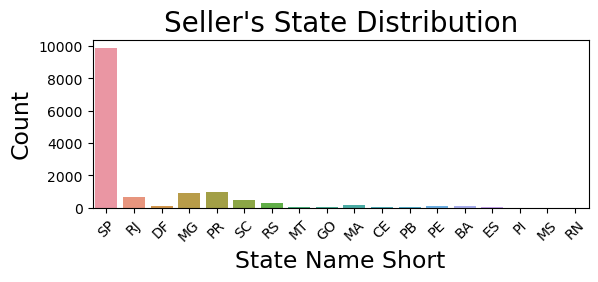 Seller's State Distribution
Count
10000
8000
6000
4000
2000
0
SP RJ DF MG PR SC RS MT GO MA CE PB PE BA ES PI MS RN
State Name Short